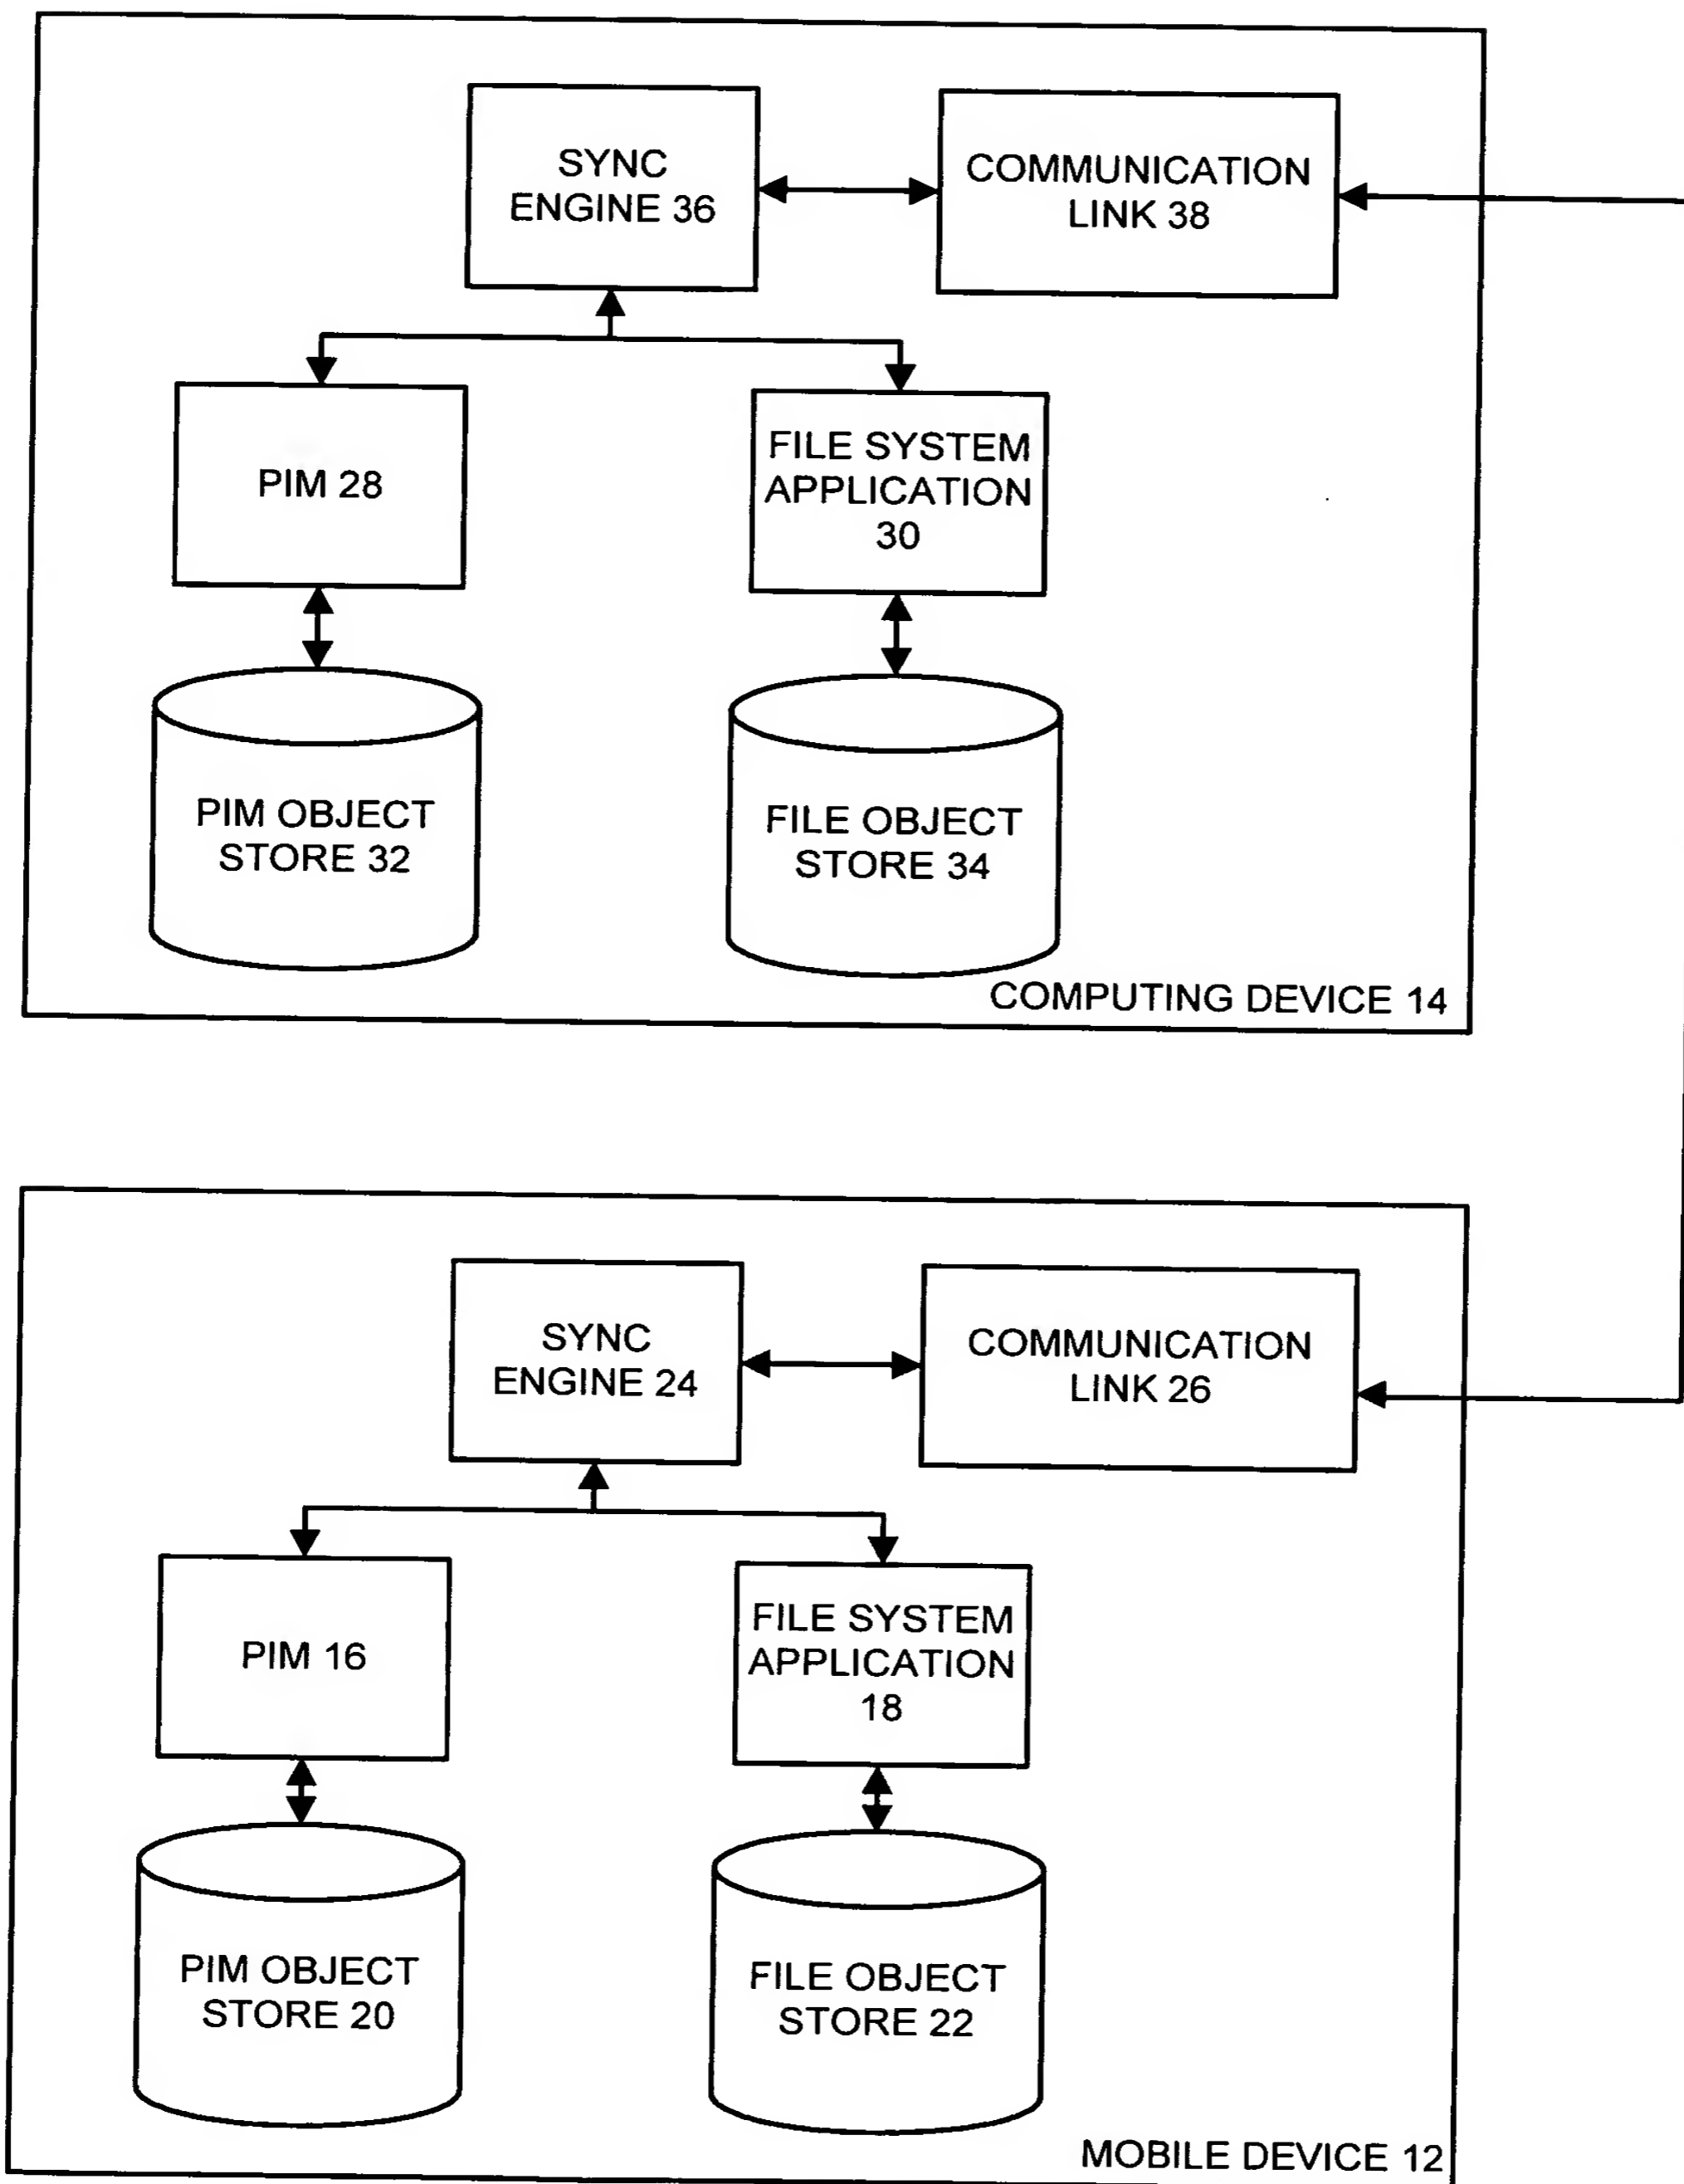 SYNC
ENGINE 36
COMMUNICATION
LINK 38
PIM 28
FILE SYSTEM
APPLICATION
30
PIM OBJECT
STORE 32
FILE OBJECT
STORE 34
COMPUTING DEVICE 14
SYNC
ENGINE 24
COMMUNICATION
LINK 26
PIM 16
FILE SYSTEM
APPLICATION
18
PIM OBJECT
STORE 20
FILE OBJECT
STORE 22
MOBILE DEVICE 12